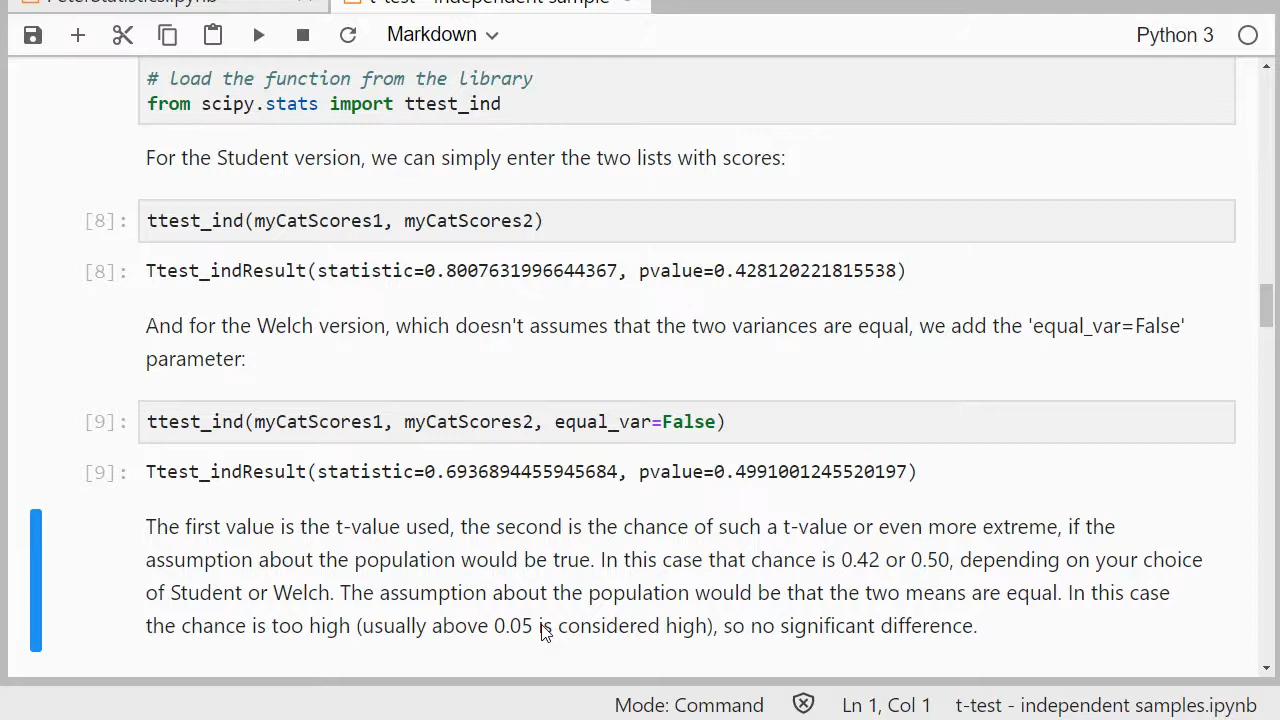 PeterStatistics.ipynb
t-test - independent sample
Markdown
Python 3
# Load the function from the library
from scipy.stats import ttest_ind
For the Student version, we can simply enter the two lists with scores:
[8]: ttest_ind(myCatScores1, myCatScores2)
[8]: Ttest_indResult(statistic=0.8007631996644367, pvalue=0.428120221815538)
And for the Welch version, which doesn't assumes that the two variances are equal, we add the 'equal_var=False'
parameter:
[9]: ttest_ind(myCatScores1, myCatScores2, equal_var=False)
[9]: Ttest_indResult(statistic=0.6936894455945684, pvalue=0.4991001245520197)
The first value is the t-value used, the second is the chance of such a t-value or even more extreme, if the
assumption about the population would be true. In this case that chance is 0.42 or 0.50, depending on your choice
of Student or Welch. The assumption about the population would be that the two means are equal. In this case
the chance is too high (usually above 0.05 is considered high), so no significant difference.
Mode: Command
Ln 1, Col 1
t-test - independent samples.ipynb